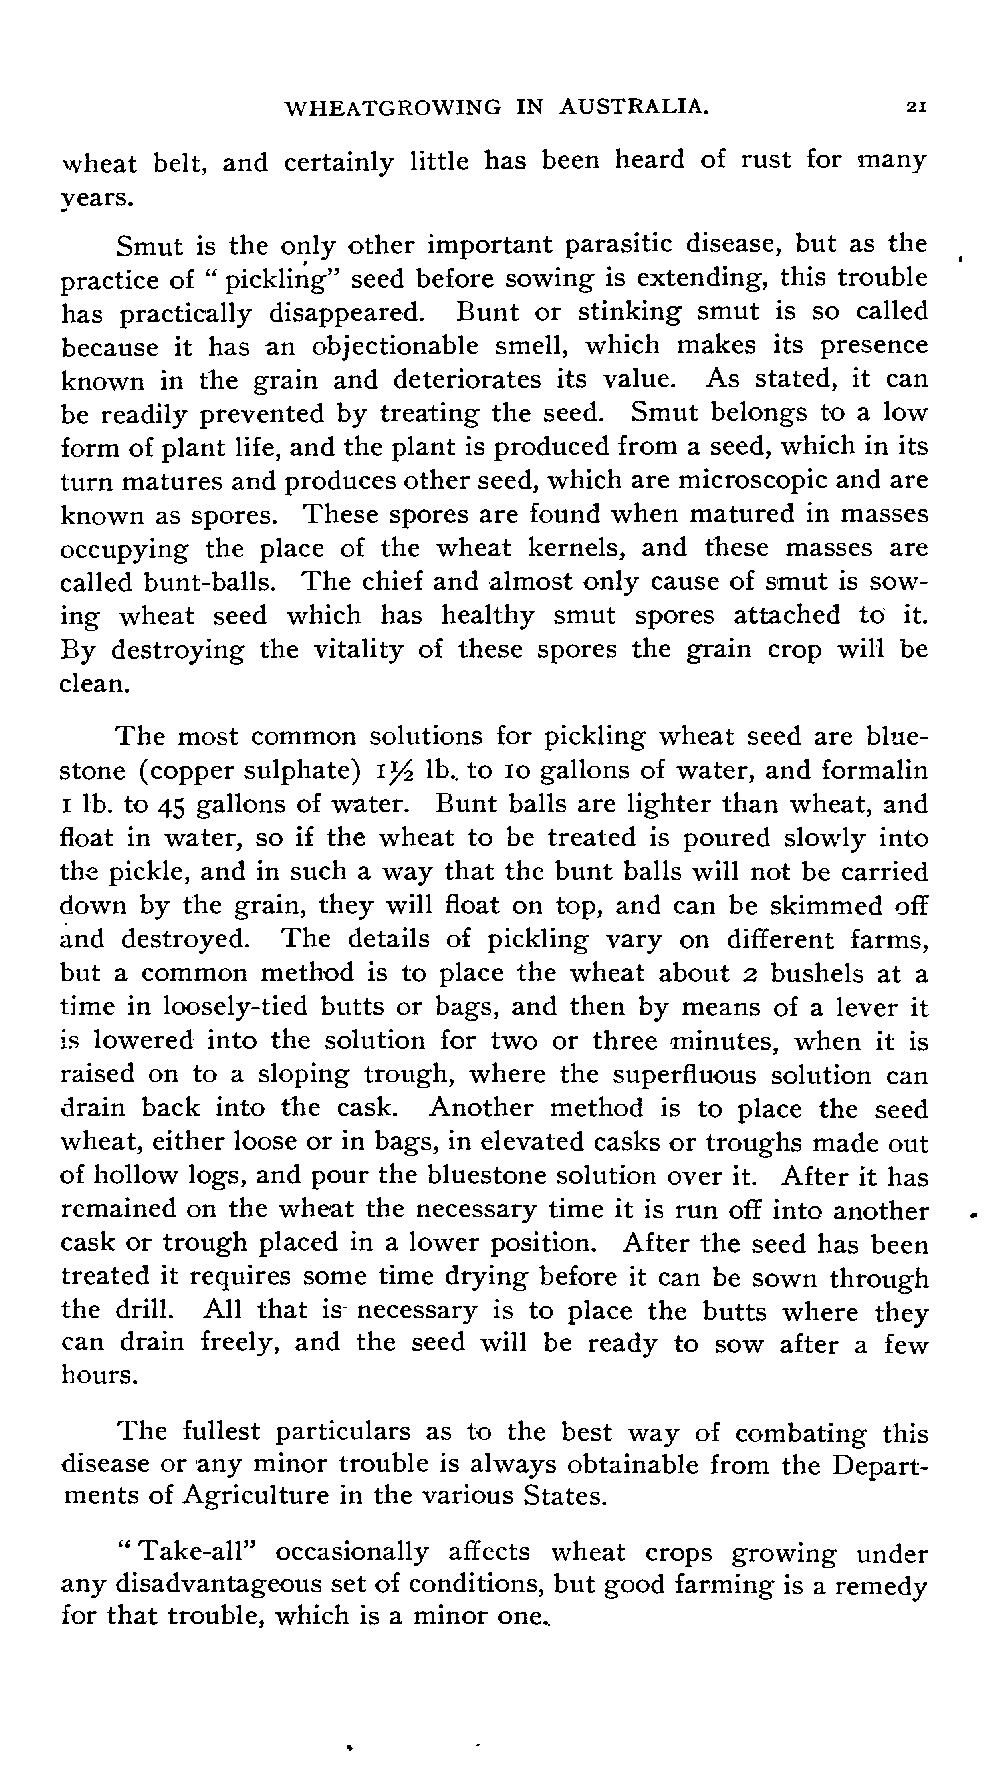 WHEATGROWING IN AUSTRALIA. 21
wheat belt, and certainly little has been heard of rust for many
years.
Smut is the only other important parasitic disease, but as the
practice of “ pickling” seed before sowing is extending, this trouble
has practically disappeared. Bunt or stinking smut is so called
because it has an objectionable smell, which makes its presence
known in the grain and deteriorates its value. As stated, it can
be readily prevented by treating the seed. Smut belongs to a low
form of plant life, and the plant is produced from a seed, which in its
turn matures and produces other seed, which are microscopic and are
known as spores. These spores are found when matured in masses
occupying the place of the wheat kernels, and these masses are
called bunt-balls. The chief and almost only cause of smut is sow-
ing wheat seed which has healthy smut spores attached to it.
By destroying the vitality of these spores the grain crop will be
clean.
The most common solutions for pickling wheat seed are blue-
stone (copper sulphate) 1½ lb. to 10 gallons of water, and formalin
1 lb. to 45 gallons of water. Bunt balls are lighter than wheat, and
float in water, so if the wheat to be treated is poured slowly into
the pickle, and in such a way that the bunt balls will not be carried
down by the grain, they will float on top, and can be skimmed off
and destroyed. The details of pickling vary on different farms,
but a common method is to place the wheat about 2 bushels at a
time in loosely-tied butts or bags, and then by means of a lever it
is lowered into the solution for two or three minutes, when it is
raised on to a sloping trough, where the superfluous solution can
drain back into the cask. Another method is to place the seed
wheat, either loose or in bags, in elevated casks or troughs made out
of hollow logs, and pour the bluestone solution over it. After it has
remained on the wheat the necessary time it is run off into another
cask or trough placed in a lower position. After the seed has been
treated it requires some time drying before it can be sown through
the drill. All that is necessary is to place the butts where they
can drain freely, and the seed will be ready to sow after a few
hours.
The fullest particulars as to the best way of combating this
disease or any minor trouble is always obtainable from the Depart-
ments of Agriculture in the various States.
“ Take-all” occasionally affects wheat crops growing under
any disadvantageous set of conditions, but good farming is a remedy
for that trouble, which is a minor one.